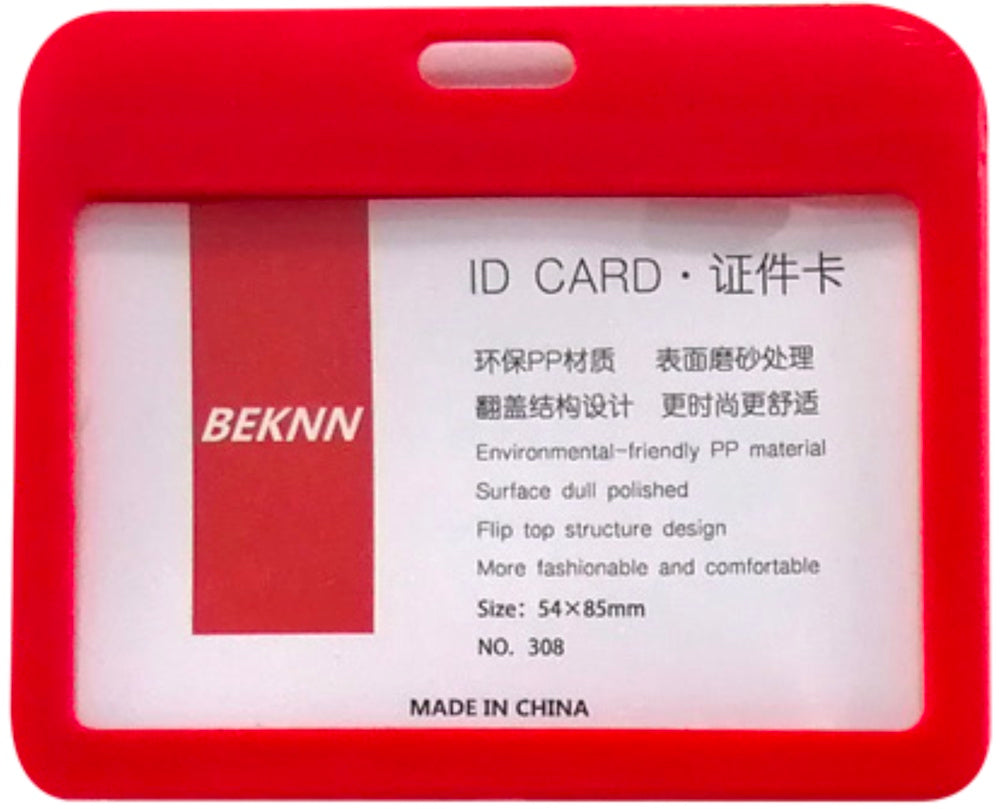 BEKNN
ID CARD · 证件卡
环保PP材质 表面磨砂处理
翻盖结构设计 更时尚更舒适
Environmental-friendly PP material
Surface dull polished
Flip top structure design
More fashionable and comfortable
Size: 54×85mm
NO. 308
MADE IN CHINA